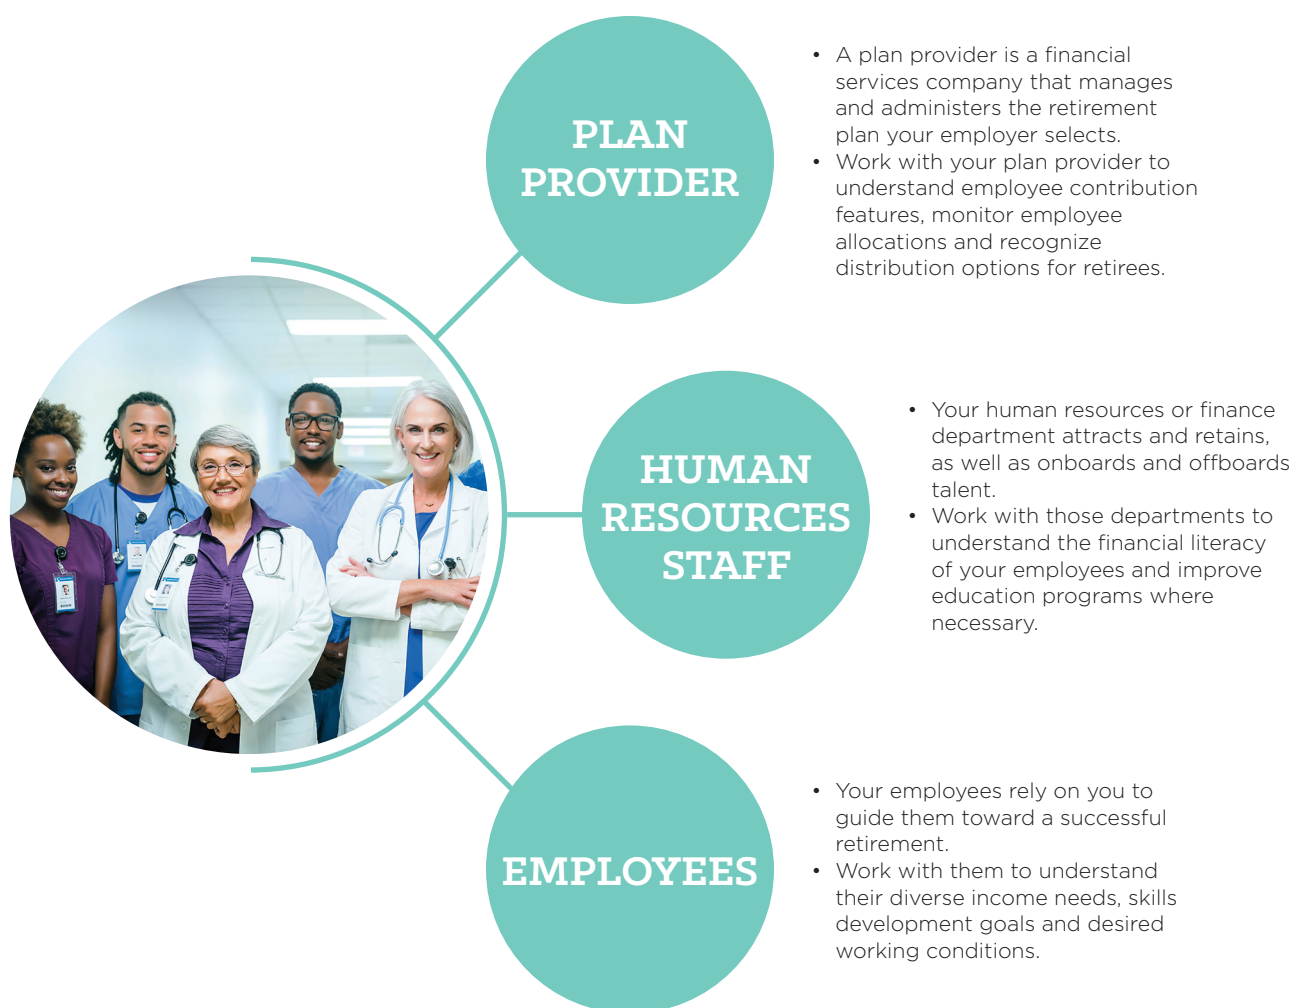 PLAN
PROVIDER
• A plan provider is a financial
services company that manages
and administers the retirement
plan your employer selects.
• Work with your plan provider to
understand employee contribution
features, monitor employee
allocations and recognize
distribution options for retirees.
HUMAN
RESOURCES
STAFF
• Your human resources or finance
department attracts and retains,
as well as onboards and offboards
talent.
• Work with those departments to
understand the financial literacy
of your employees and improve
education programs where
necessary.
EMPLOYEES
• Your employees rely on you to
guide them toward a successful
retirement.
• Work with them to understand
their diverse income needs, skills
development goals and desired
working conditions.